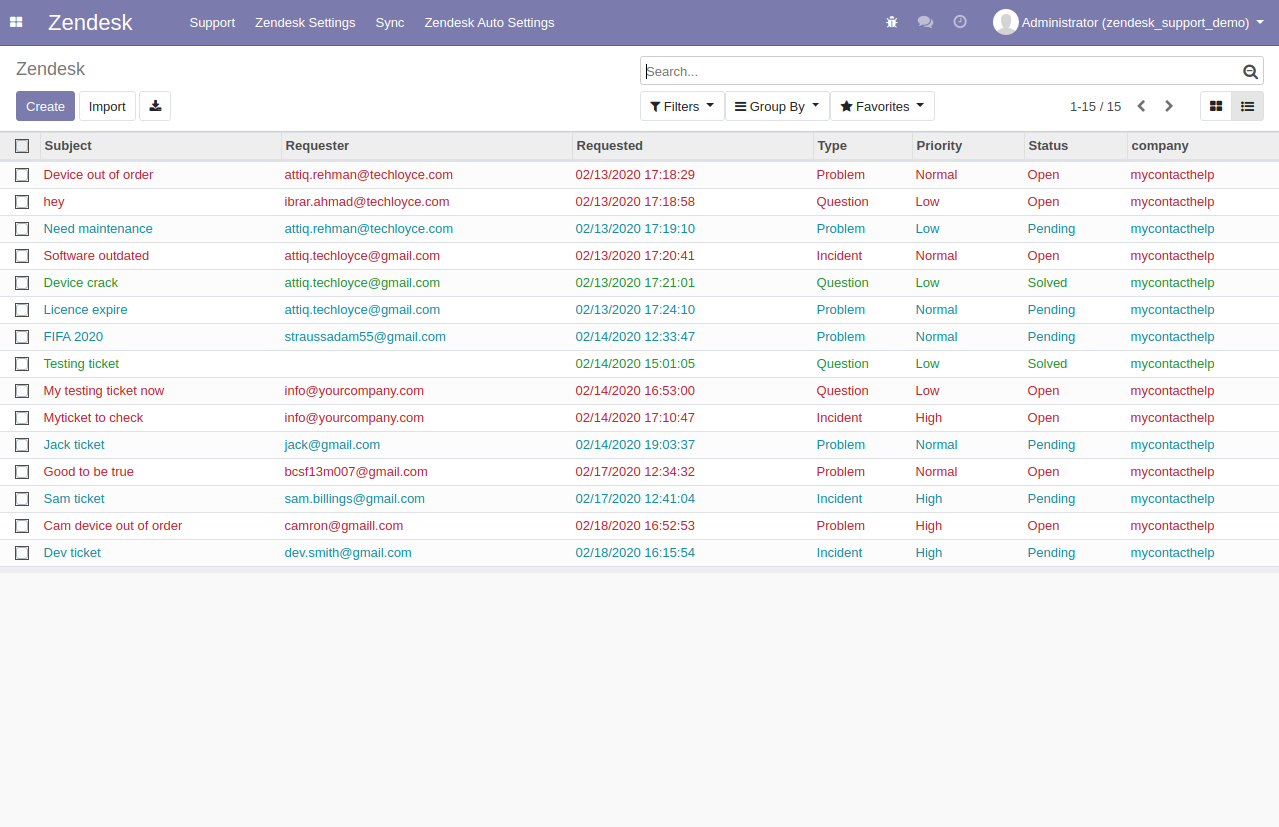 Zendesk Support Zendesk Settings Sync Zendesk Auto Settings Administrator (zendesk_support_demo)
Zendesk Search...
Create Import Filters Group By Favorites 1-15 / 15
Subject Requester Requested Type Priority Status company
Device out of order attiq.rehman@techloyce.com 02/13/2020 17:18:29 Problem Normal Open mycontacthelp
hey ibrar.ahmad@techloyce.com 02/13/2020 17:18:58 Question Low Open mycontacthelp
Need maintenance attiq.rehman@techloyce.com 02/13/2020 17:19:10 Problem Low Pending mycontacthelp
Software outdated attiq.techloyce@gmail.com 02/13/2020 17:20:41 Incident Normal Open mycontacthelp
Device crack attiq.techloyce@gmail.com 02/13/2020 17:21:01 Question Low Solved mycontacthelp
Licence expire attiq.techloyce@gmail.com 02/13/2020 17:24:10 Problem Normal Pending mycontacthelp
FIFA 2020 straussadam55@gmail.com 02/14/2020 12:33:47 Problem Normal Pending mycontacthelp
Testing ticket 02/14/2020 15:01:05 Question Low Solved mycontacthelp
My testing ticket now info@yourcompany.com 02/14/2020 16:53:00 Question Low Open mycontacthelp
Myticket to check info@yourcompany.com 02/14/2020 17:10:47 Incident High Open mycontacthelp
Jack ticket jack@gmail.com 02/14/2020 19:03:37 Problem Normal Pending mycontacthelp
Good to be true bcsf13m007@gmail.com 02/17/2020 12:34:32 Problem Normal Open mycontacthelp
Sam ticket sam.billings@gmail.com 02/17/2020 12:41:04 Incident High Pending mycontacthelp
Cam device out of order camron@gmaill.com 02/18/2020 16:52:53 Problem High Open mycontacthelp
Dev ticket dev.smith@gmail.com 02/18/2020 16:15:54 Incident High Pending mycontacthelp